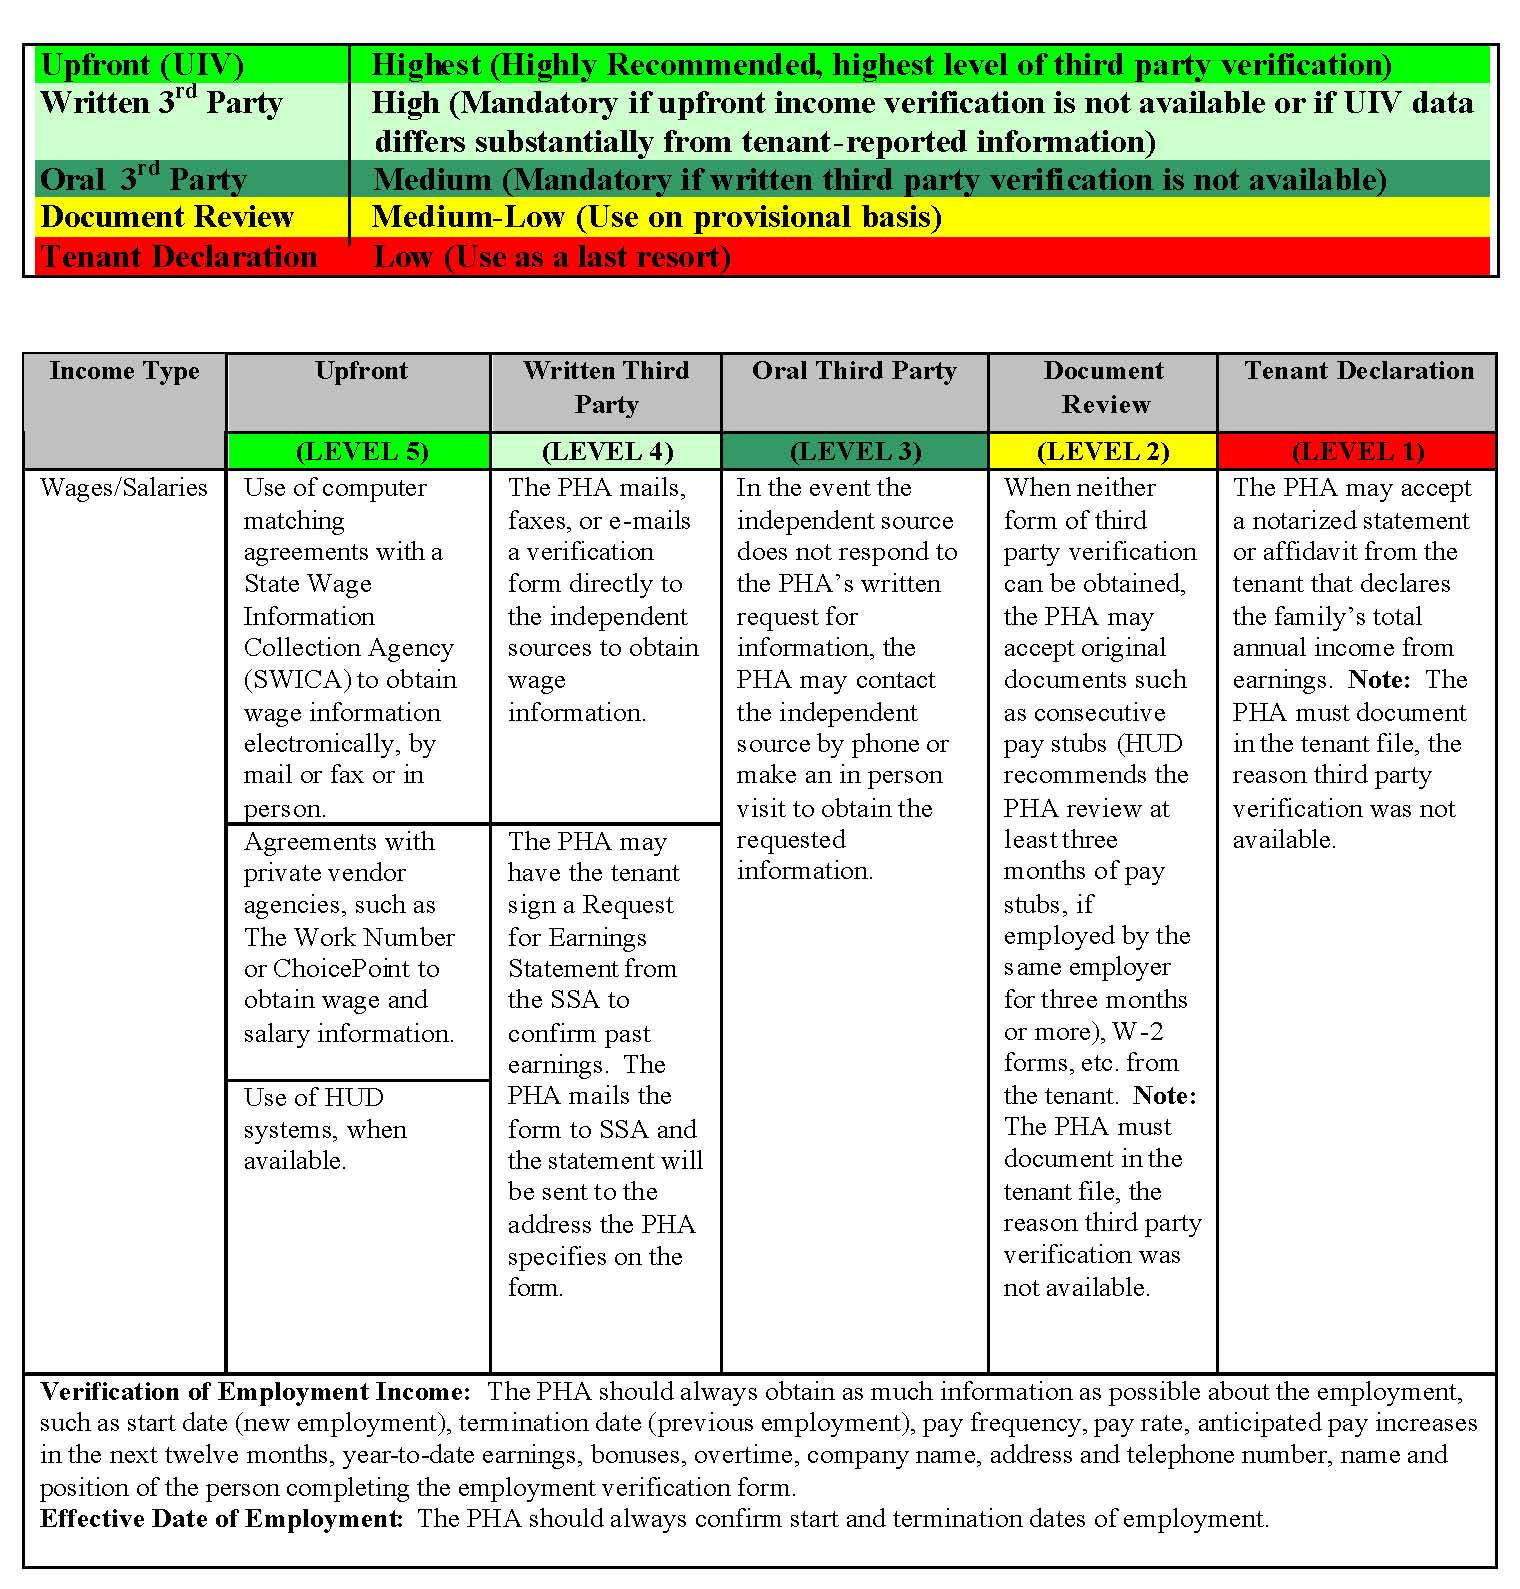 Upfront (UIV) Highest (Highly Recommended, highest level of third party verification)
Written 3rd Party High (Mandatory if upfront income verification is not available or if UIV data
differs substantially from tenant-reported information)
Oral 3rd Party Medium (Mandatory if written third party verification is not available)
Document Review Medium-Low (Use on provisional basis)
Tenant Declaration Low (Use as a last resort)
Income Type
Upfront
Written Third
Party
Oral Third Party
Document
Review
Tenant Declaration
(LEVEL 5)
(LEVEL 4)
(LEVEL 3)
(LEVEL 2)
(LEVEL 1)
Wages/Salaries
Use of computer
matching
agreements with a
State Wage
Information
Collection Agency
(SWICA) to obtain
wage information
electronically, by
mail or fax or in
person.
Agreements with
private vendor
agencies, such as
The Work Number
or ChoicePoint to
obtain wage and
salary information.
Use of HUD
systems, when
available.
The PHA mails,
faxes, or e-mails
a verification
form directly to
the independent
sources to obtain
wage
information.
The PHA may
have the tenant
sign a Request
for Earnings
Statement from
the SSA to
confirm past
earnings. The
PHA mails the
form to SSA and
the statement will
be sent to the
address the PHA
specifies on the
form.
In the event the
independent source
does not respond to
the PHA's written
request for
information, the
PHA may contact
the independent
source by phone or
make an in person
visit to obtain the
requested
information.
When neither
form of third
party verification
can be obtained,
the PHA may
accept original
documents such
as consecutive
pay stubs (HUD
recommends the
PHA review at
least three
months of pay
stubs, if
employed by the
same employer
for three months
or more), W-2
forms, etc. from
the tenant. Note:
The PHA must
document in the
tenant file, the
reason third party
verification was
not available.
The PHA may accept
a notarized statement
or affidavit from the
tenant that declares
the family's total
annual income from
earnings. Note: The
PHA must document
in the tenant file, the
reason third party
verification was not
available.
Verification of Employment Income: The PHA should always obtain as much information as possible about the employment,
such as start date (new employment), termination date (previous employment), pay frequency, pay rate, anticipated pay increases
in the next twelve months, year-to-date earnings, bonuses, overtime, company name, address and telephone number, name and
position of the person completing the employment verification form.
Effective Date of Employment: The PHA should always confirm start and termination dates of employment.